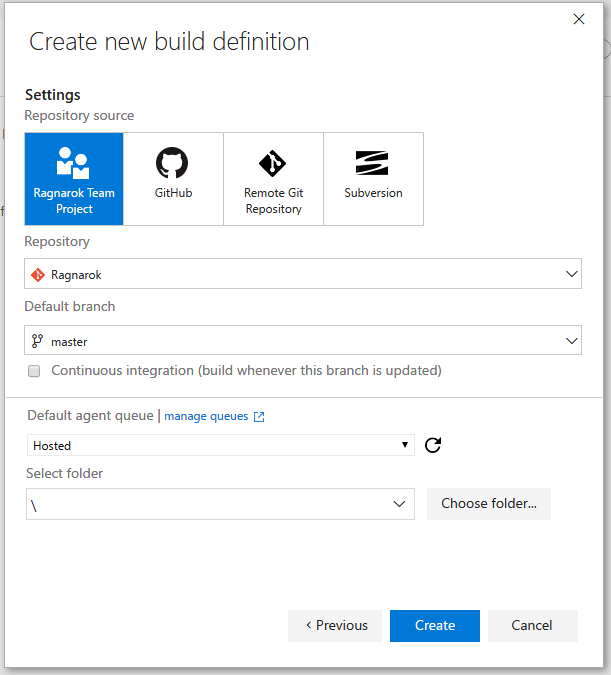 Create new build definition
Settings
Repository source
Ragnarok Team
Project
GitHub
Remote Git
Repository
Subversion
Repository
Ragnarok
Default branch
master
Continuous integration (build whenever this branch is updated)
Default agent queue | manage queues
Hosted
Select folder
\
Choose folder...
< Previous
Create
Cancel